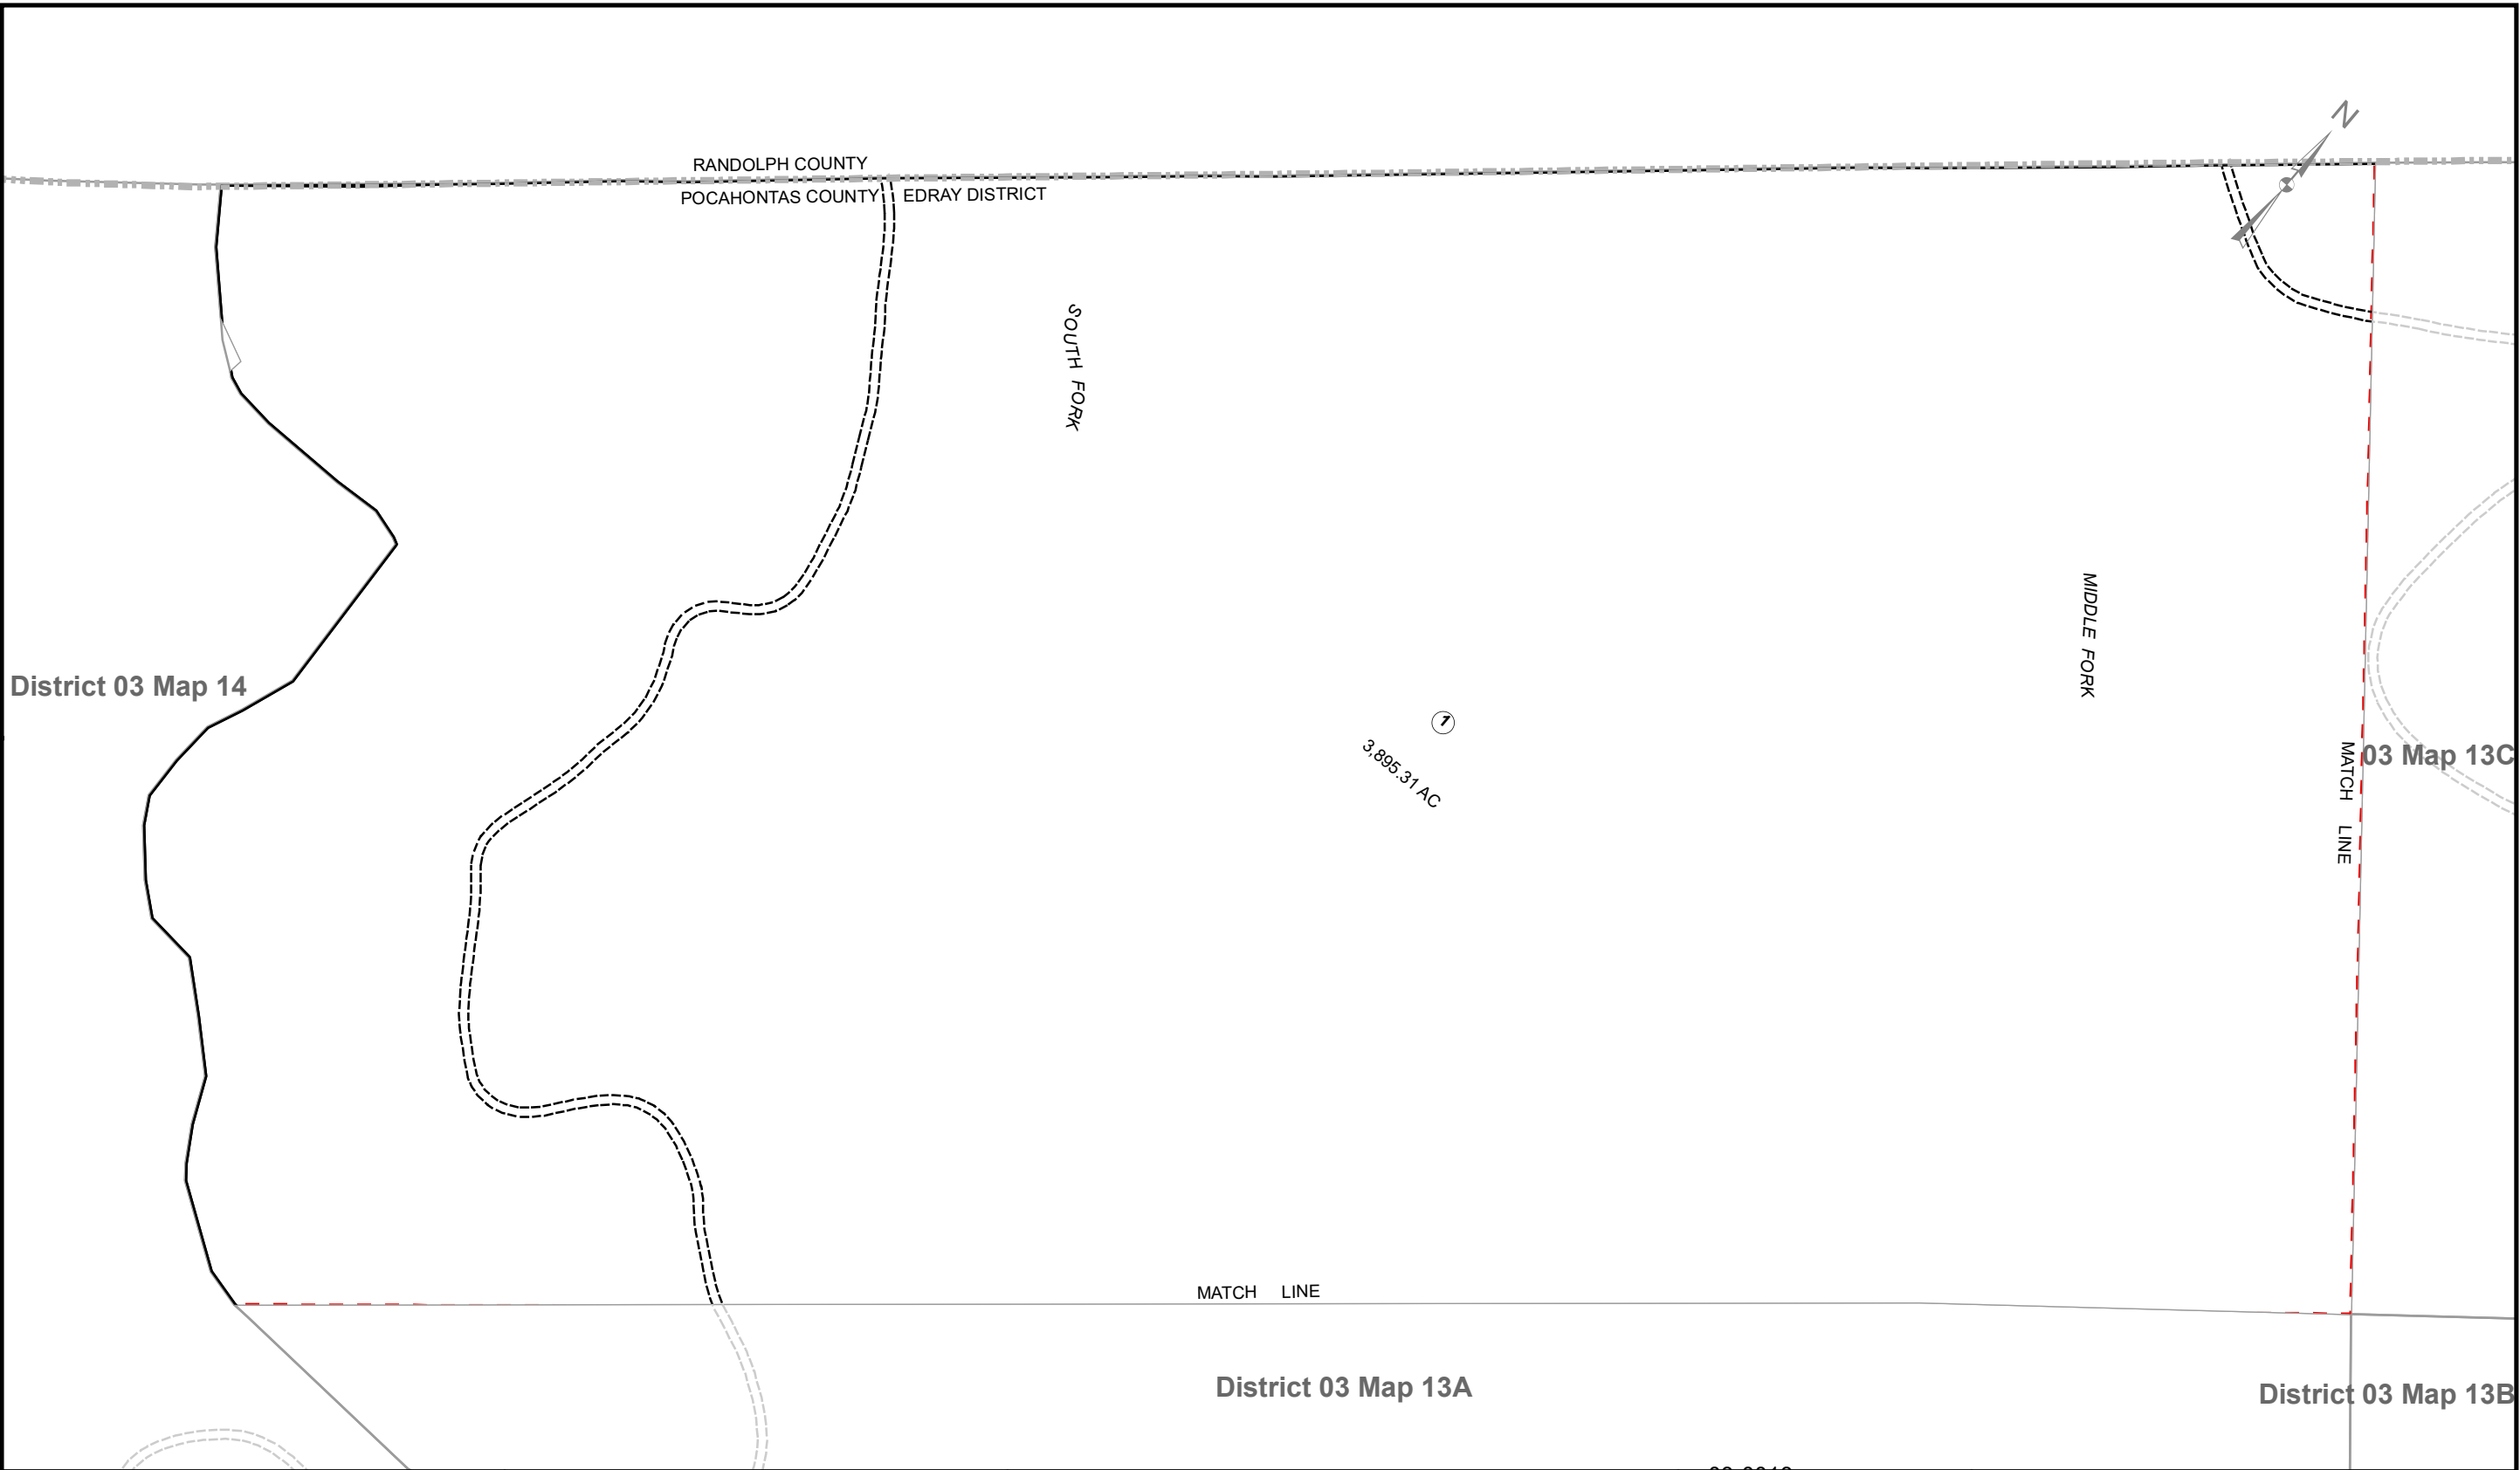 N
RANDOLPH COUNTY
POCAHONTAS COUNTY
EDRAY DISTRICT
SOUTH FORK
MIDDLE FORK
District 03 Map 14
1
3,895.31 AC
MATCH LINE
03 Map 13C
MATCH LINE
District 03 Map 13A
District 03 Map 13B